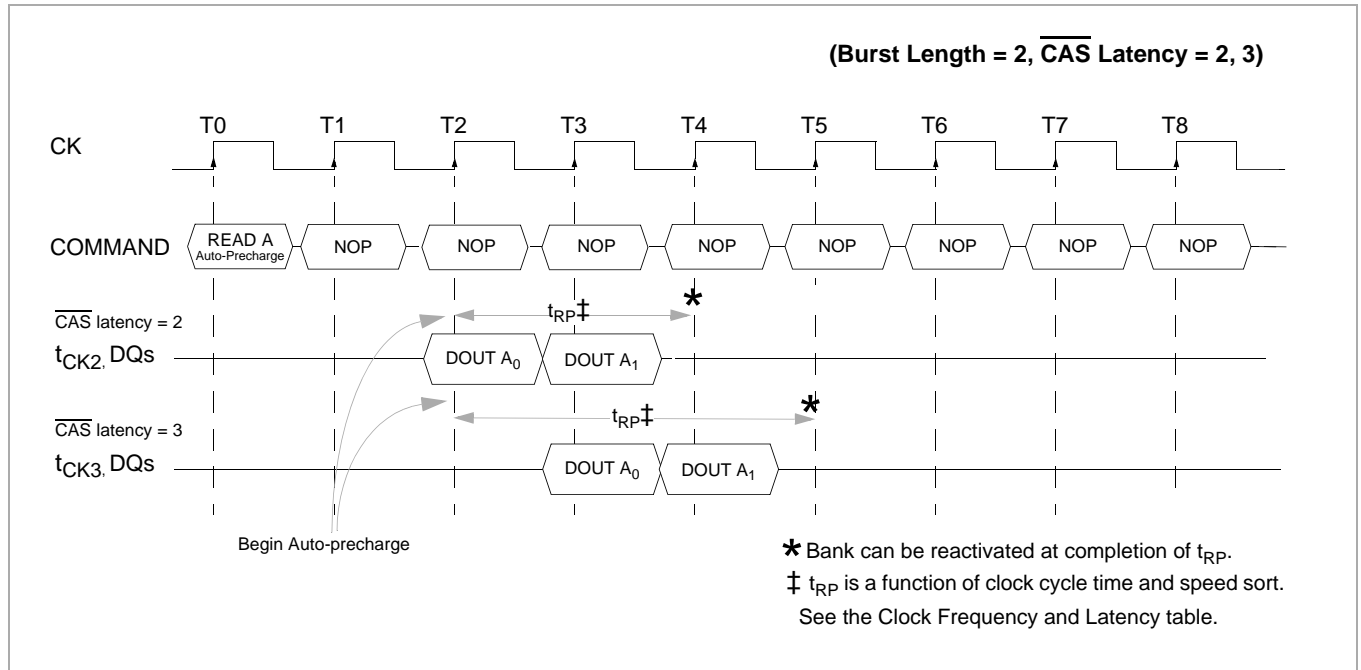 (Burst Length = 2, CAS Latency = 2, 3)
T0 T1 T2 T3 T4 T5 T6 T7 T8
CK
COMMAND
READ A
Auto-Precharge
NOP NOP NOP NOP NOP NOP NOP NOP
CAS latency = 2
tRP‡ *
tCK2, DQs
DOUT A0 DOUT A1
CAS latency = 3
tRP‡ *
tCK3, DQs
DOUT A0 DOUT A1
Begin Auto-precharge
* Bank can be reactivated at completion of tRP.
‡ tRP is a function of clock cycle time and speed sort.
See the Clock Frequency and Latency table.